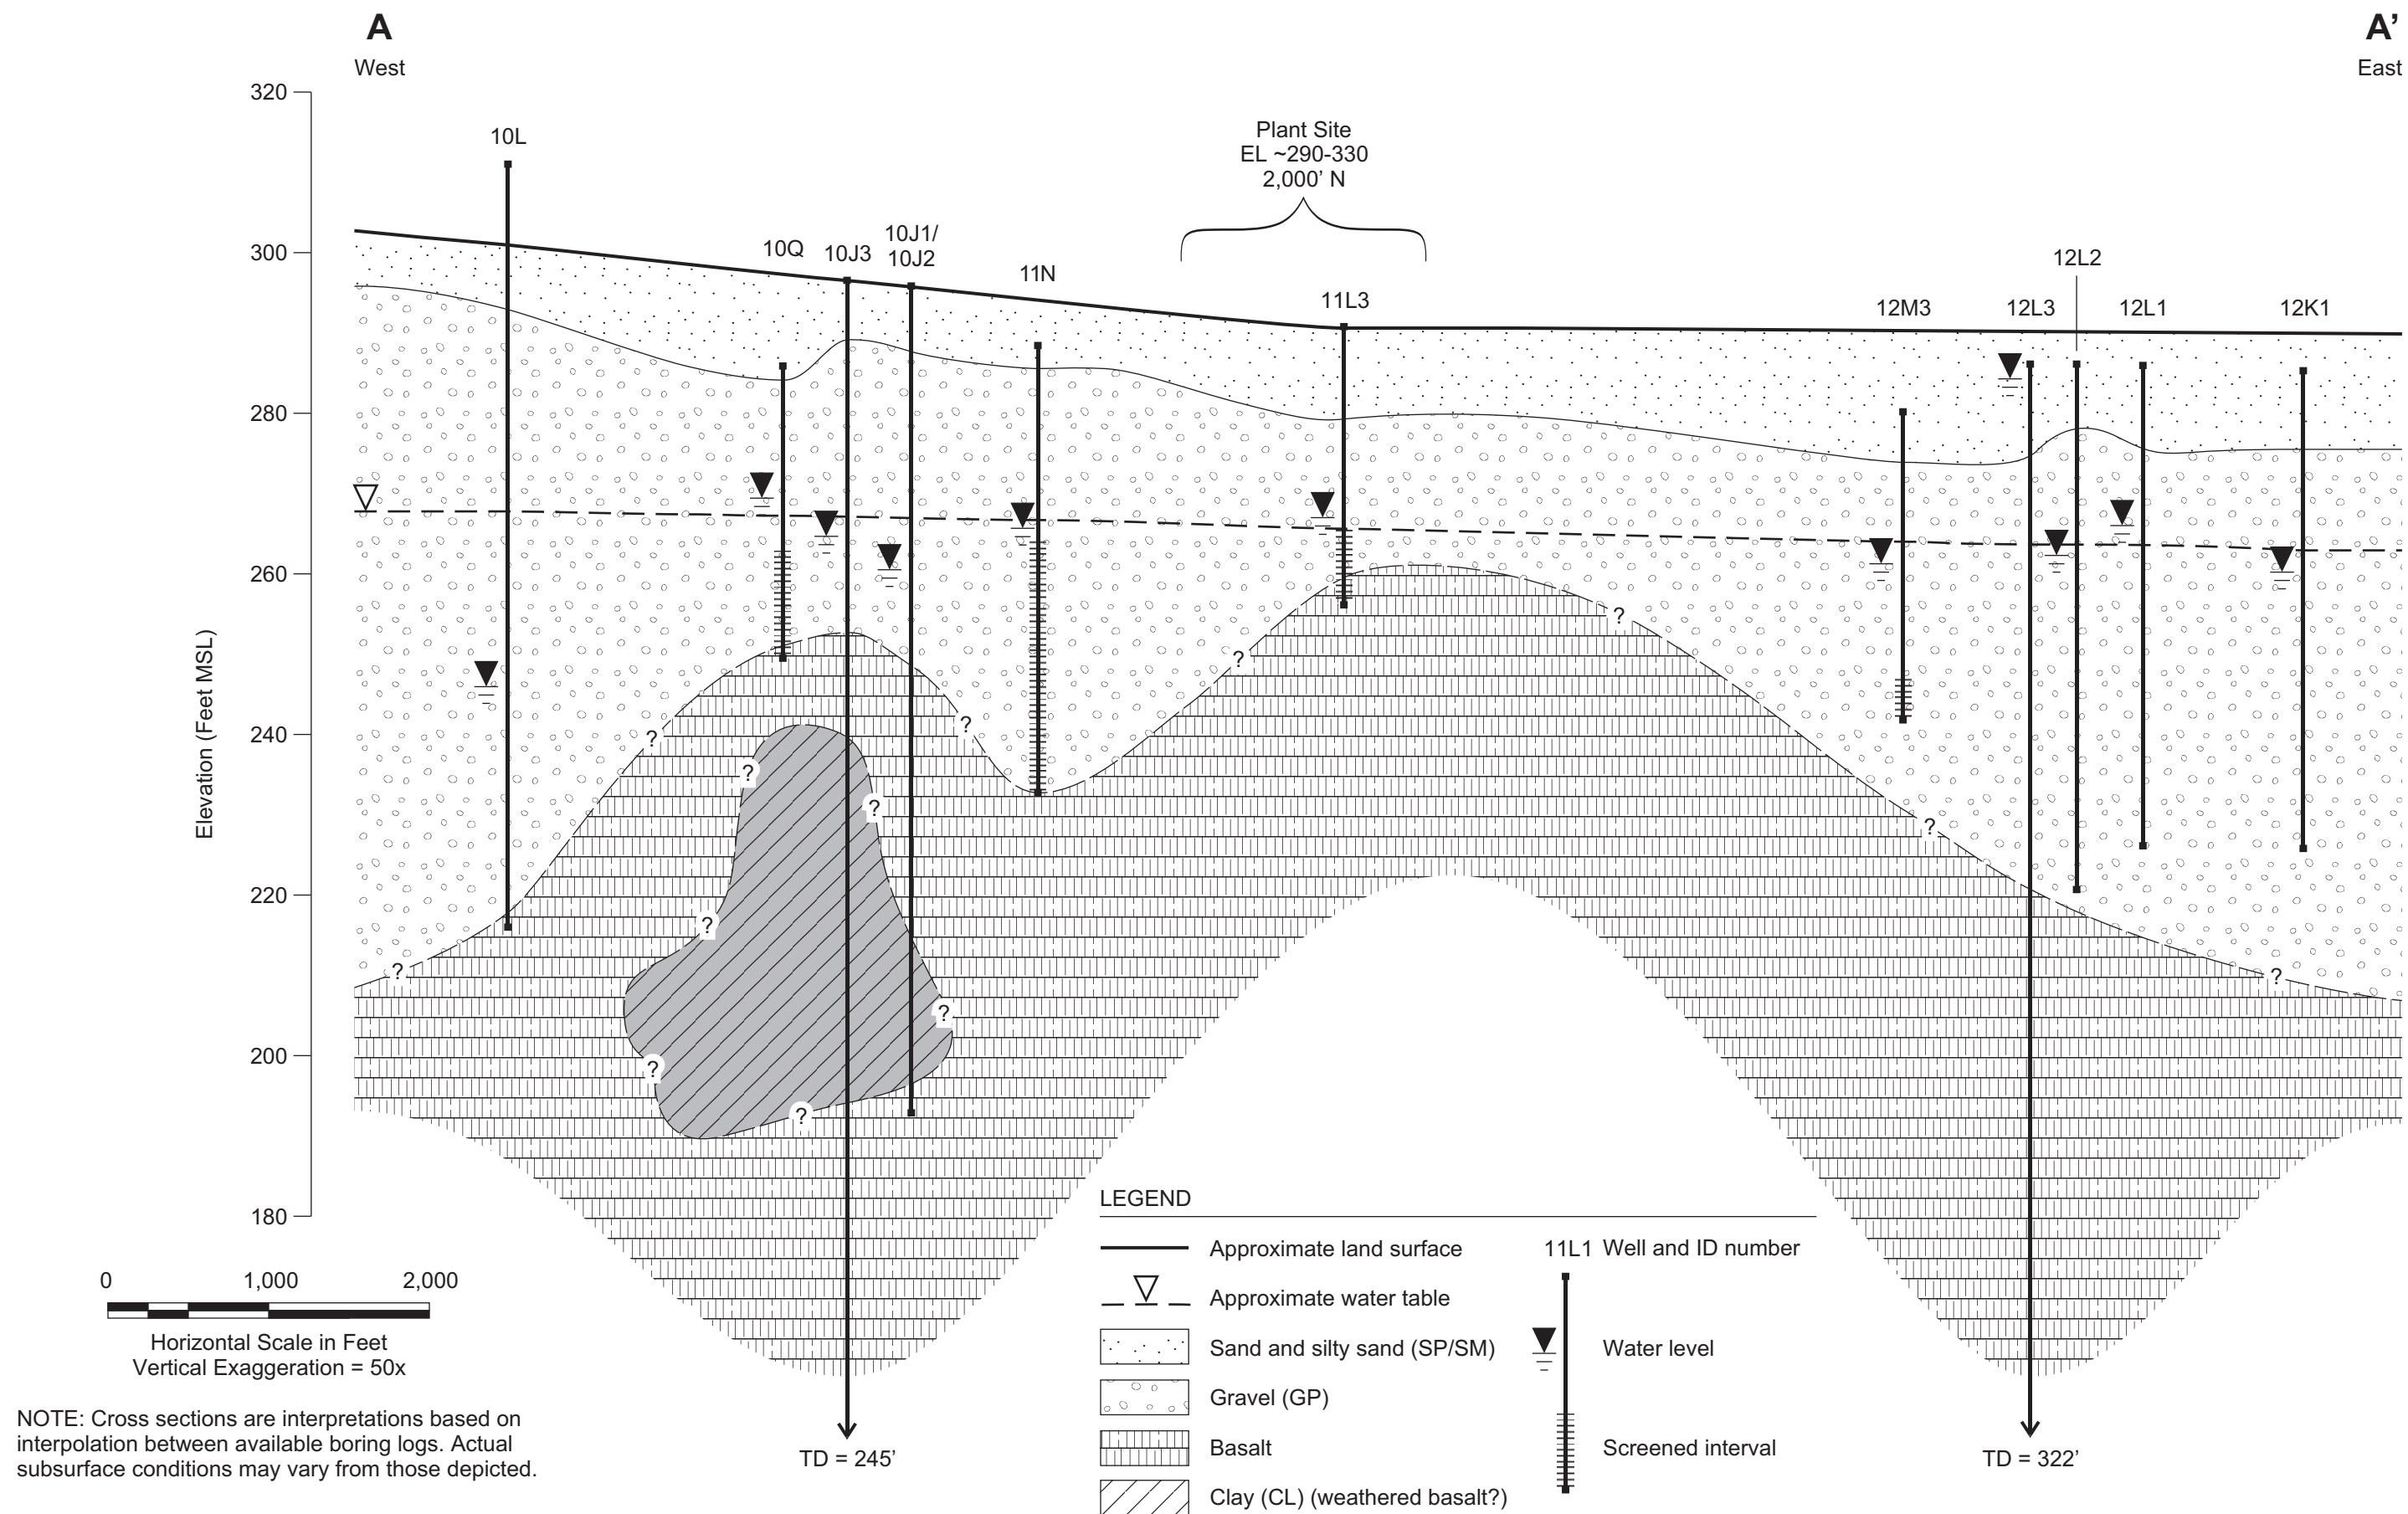 A
A’
West
East
Plant Site
EL ~290-330
2,000’ N
10L
10Q
10J3
10J1/
10J2
11N
11L3
12M3
12L3
12L2
12L1
12K1
320
300
280
260
240
220
200
180
Elevation (Feet MSL)
?
?
?
?
?
?
?
?
?
?
?
?
?
?
TD = 245’
TD = 322’
0 1,000 2,000
Horizontal Scale in Feet
Vertical Exaggeration = 50x
NOTE: Cross sections are interpretations based on
interpolation between available boring logs. Actual
subsurface conditions may vary from those depicted.
LEGEND
Approximate land surface
Approximate water table
Sand and silty sand (SP/SM)
Gravel (GP)
Basalt
Clay (CL) (weathered basalt?)
11L1 Well and ID number
Water level
Screened interval